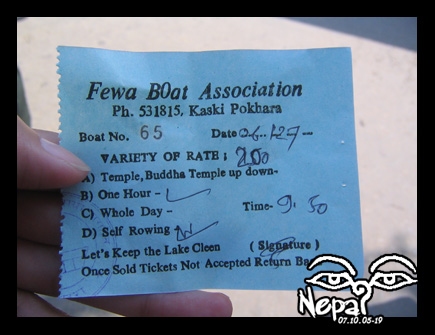 Fewa B0at Association
Ph. 531815, Kaski Pokhara
Boat No. 65 Date
VARIETY OF RATE ; 200
A) Temple, Buddha Temple up down-
B) One Hour -
C) Whole Day -
Time- 9.50
D) Self Rowing
Let's Keep the Lake Cleen ( Signature )
Once Sold Tickets Not Accepted Return Ba
Nepal
07.10.05-19